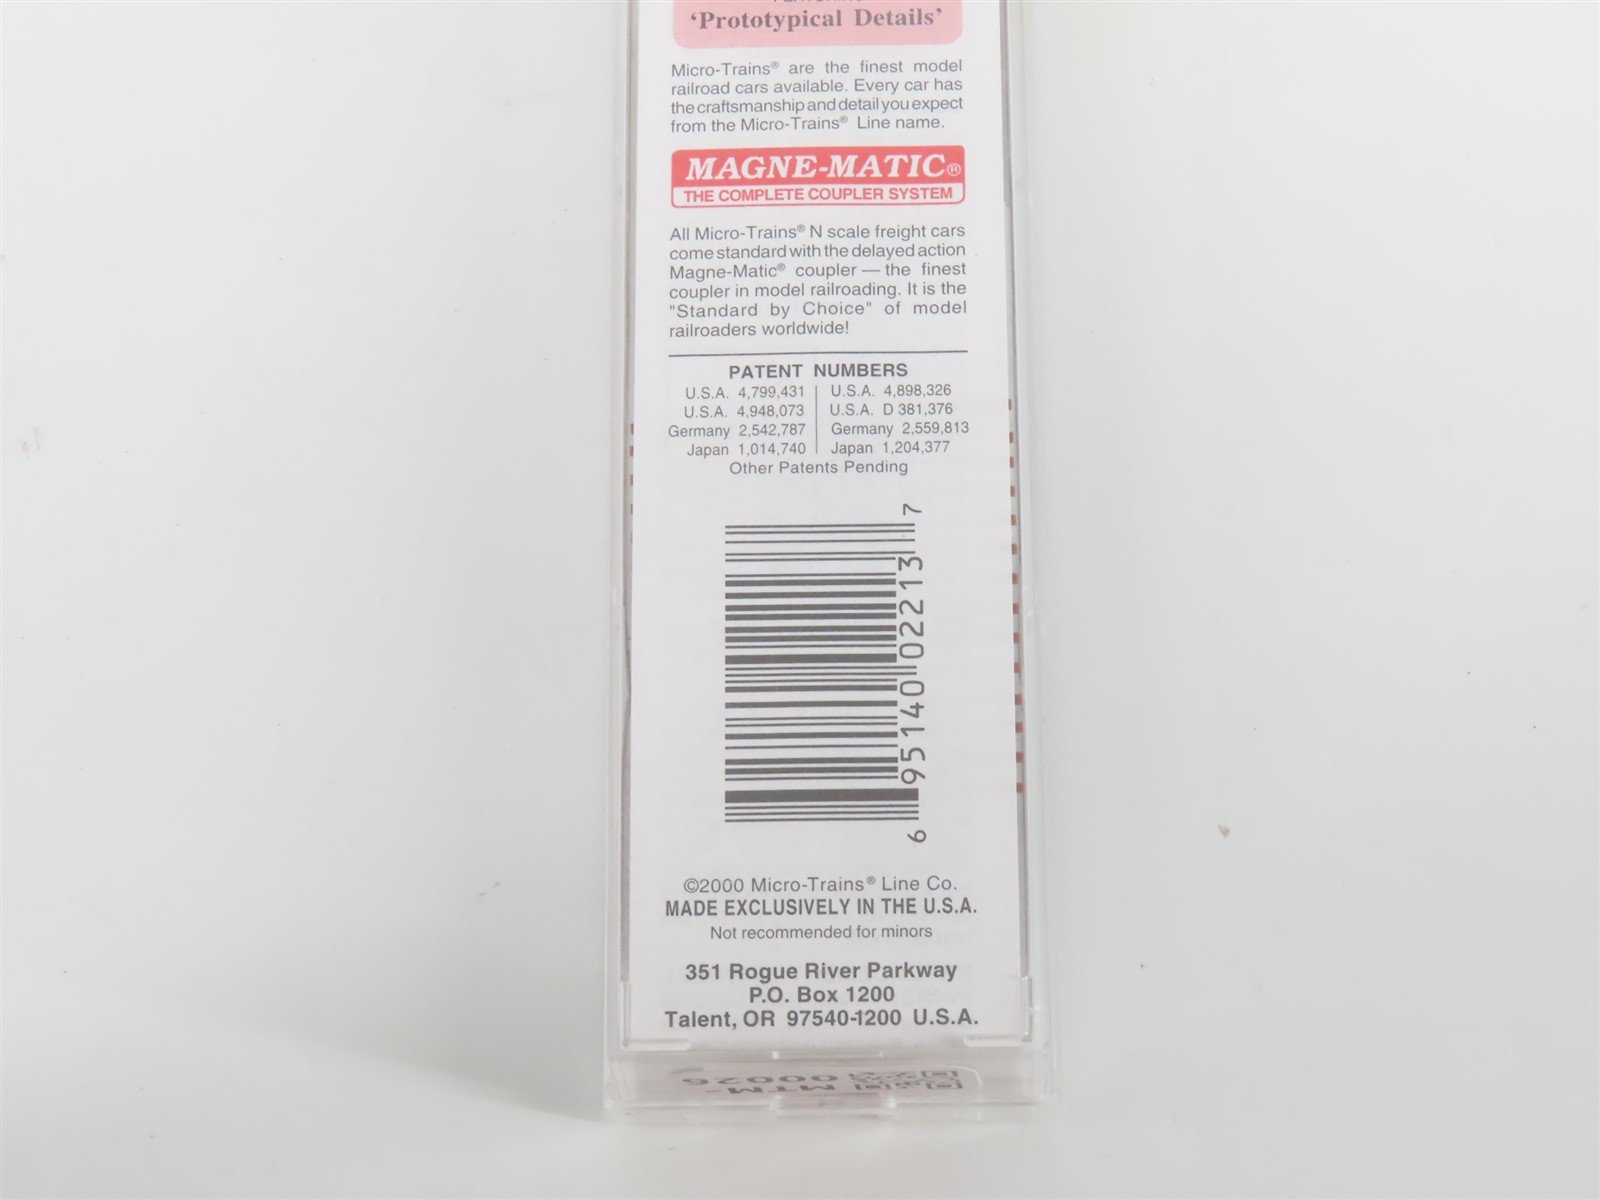 ‘Prototypical Details’
Micro-Trains® are the finest model
railroad cars available. Every car has
the craftsmanship and detail you expect
from the Micro-Trains® Line name.
MAGNE-MATIC®
THE COMPLETE COUPLER SYSTEM
All Micro-Trains® N scale freight cars
come standard with the delayed action
Magne-Matic® coupler — the finest
coupler in model railroading. It is the
"Standard by Choice" of model
railroaders worldwide!
PATENT NUMBERS
U.S.A. 4,799,431 U.S.A. 4,898,326
U.S.A. 4,948,073 U.S.A. D 381,376
Germany 2,542,787 Germany 2,559,813
Japan 1,014,740 Japan 1,204,377
Other Patents Pending
6 95140 02213 7
©2000 Micro-Trains® Line Co.
MADE EXCLUSIVELY IN THE U.S.A.
Not recommended for minors
351 Rogue River Parkway
P.O. Box 1200
Talent, OR 97540-1200 U.S.A.
MTM-
00026